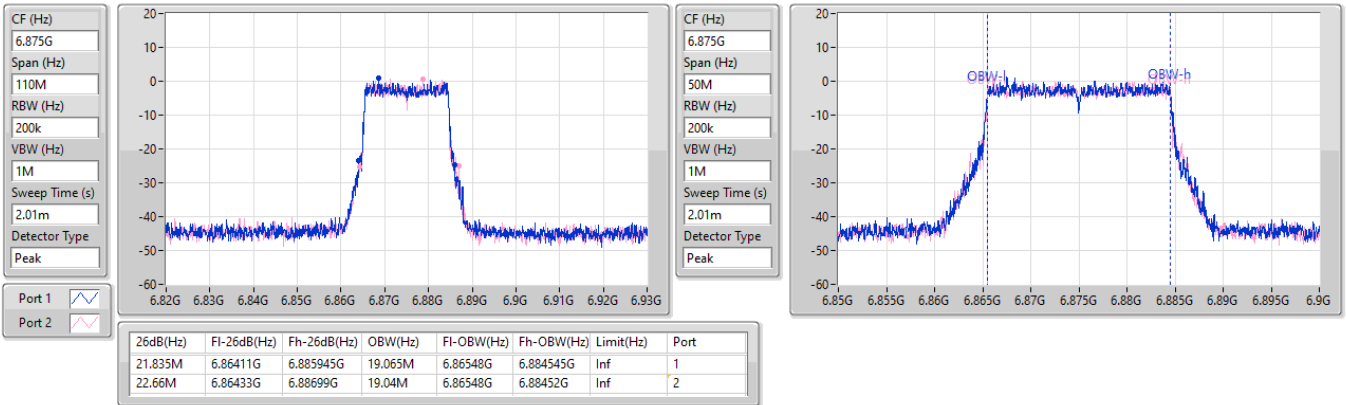 CF (Hz)
6.875G
Span (Hz)
110M
RBW (Hz)
200k
VBW (Hz)
1M
Sweep Time (s)
2.01m
Detector Type
Peak
Port 1
Port 2
20
10
0
-10
-20
-30
-40
-50
-60
6.82G 6.83G 6.84G 6.85G 6.86G 6.87G 6.88G 6.89G 6.9G 6.91G 6.92G 6.93G
CF (Hz)
6.875G
Span (Hz)
50M
RBW (Hz)
200k
VBW (Hz)
1M
Sweep Time (s)
2.01m
Detector Type
Peak
20
10
0
-10
-20
-30
-40
-50
-60
OBW-l OBW-h
6.85G 6.855G 6.86G 6.865G 6.87G 6.875G 6.88G 6.885G 6.89G 6.895G 6.9G
26dB(Hz) Fl-26dB(Hz) Fh-26dB(Hz) OBW(Hz) Fl-OBW(Hz) Fh-OBW(Hz) Limit(Hz) Port
21.835M 6.86411G 6.885945G 19.065M 6.86548G 6.884545G Inf 1
22.66M 6.86433G 6.88699G 19.04M 6.86548G 6.88452G Inf 2